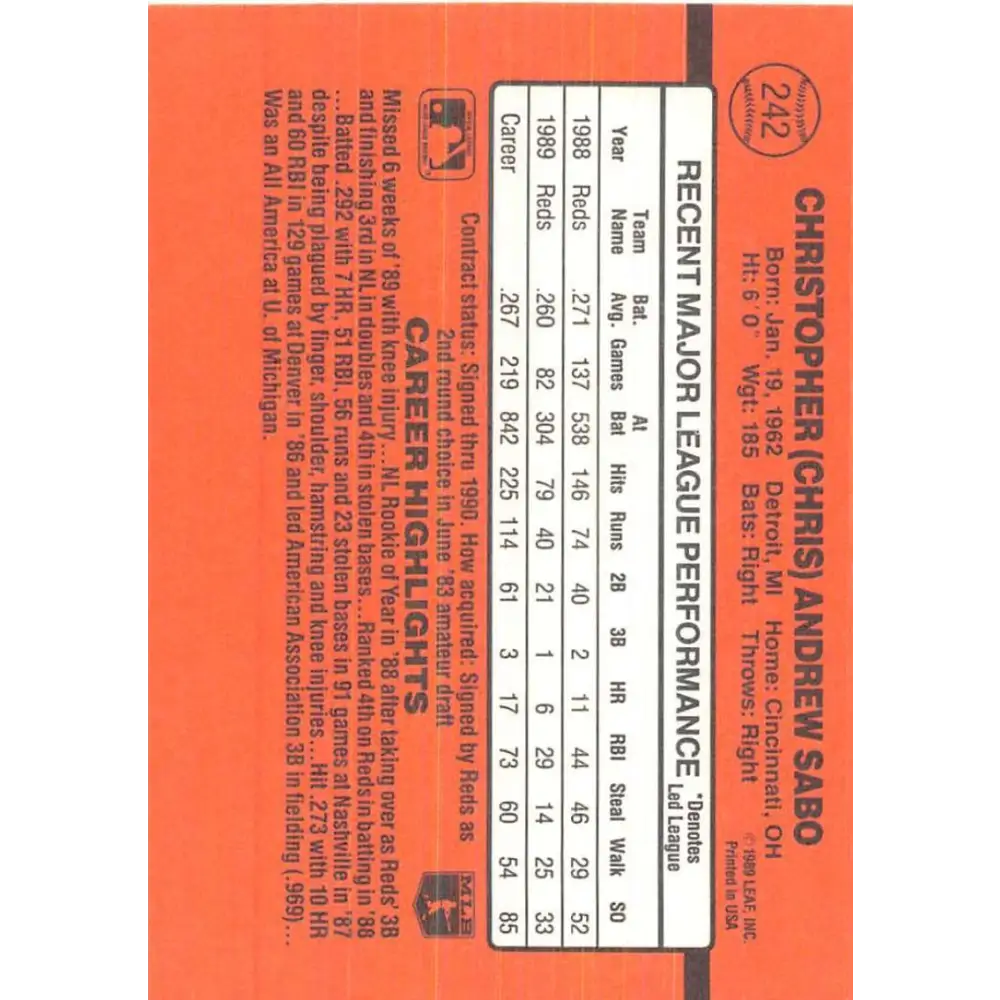 242
CHRISTOPHER (CHRIS) ANDREW SABO
Born: Jan. 19, 1962 Detroit, MI Home: Cincinnati, OH
Ht: 6'0" Wgt: 185 Bats: Right Throws: Right
© 1989 LEAF, INC.
Printed in USA
RECENT MAJOR LEAGUE PERFORMANCE *Denotes
Led League
Year Team Name Bat. Avg. Games At Bat Hits Runs 2B 3B HR RBI Steal Walk SO
1988 Reds .271 137 538 146 74 40 2 11 44 46 29 52
1989 Reds .260 82 304 79 40 21 1 6 29 14 25 33
Career .267 219 842 225 114 61 3 17 73 60 54 85
Contract status: Signed thru 1990. How acquired: Signed by Reds as
2nd round choice in June '83 amateur draft
MLB
CAREER HIGHLIGHTS
Missed 6 weeks of '89 with knee injury...NL Rookie of Year in '88 after taking over as Reds' 3B
and finishing 3rd in NL in doubles and 4th in stolen bases...Ranked 4th on Reds in batting in '88
...Batted .292 with 7 HR, 51 RBI, 56 runs and 23 stolen bases in 91 games at Nashville in '87
despite being plagued by finger, shoulder, hamstring and knee injuries...Hit .273 with 10 HR
and 60 RBI in 129 games at Denver in '86 and led American Association 3B in fielding (.969)...
Was an All America at U. of Michigan.